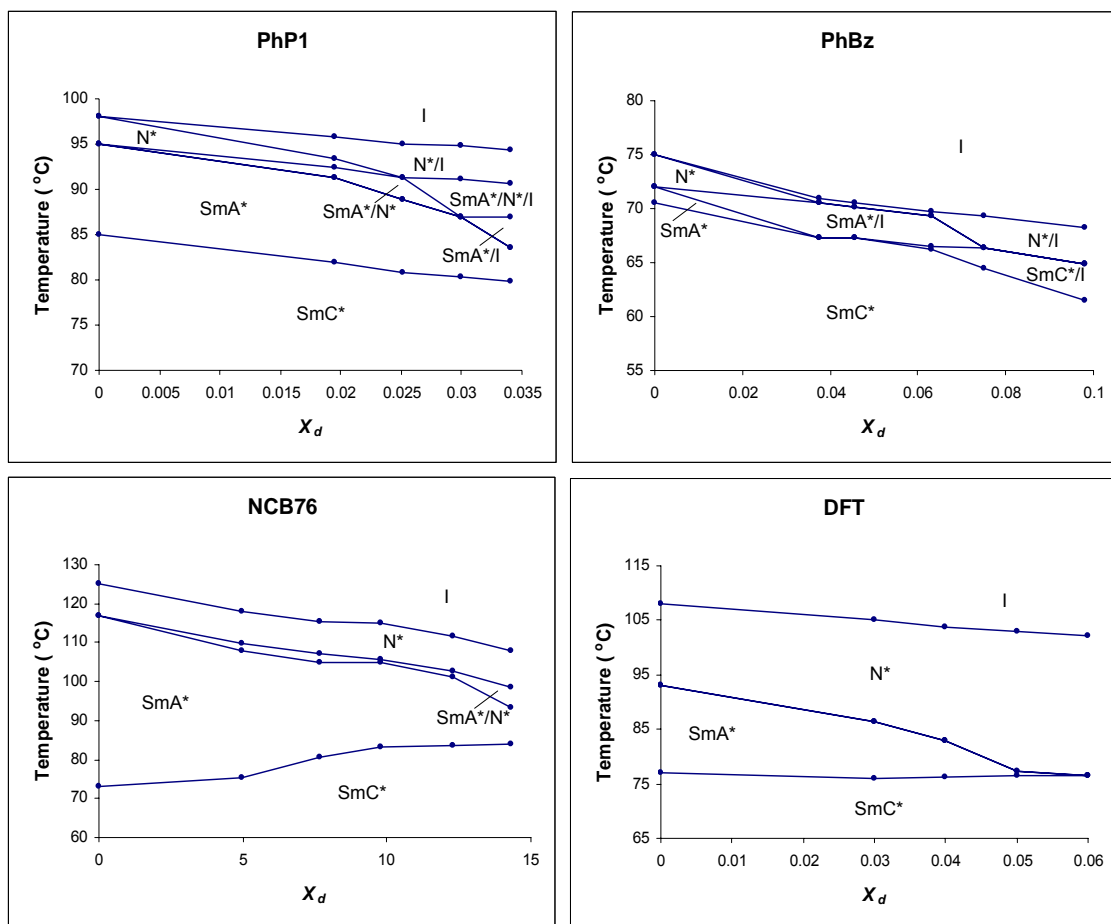 PhP1
Temperature ( °C)
100
95
90
85
80
75
70
I
N*
N*/I
SmA*
SmA*/N*
SmA*/N*/I
SmA*/I
SmC*
0 0.005 0.01 0.015 0.02 0.025 0.03 0.035
X d
PhBz
Temperature ( °C)
80
75
70
65
60
55
I
N*
SmA*
SmA*/I
N*/I
SmC*/I
SmC*
0 0.02 0.04 0.06 0.08 0.1
X d
NCB76
Temperature ( °C)
130
120
110
100
90
80
70
60
I
N*
SmA*
SmA*/N*
SmC*
0 5 10 15
X d
DFT
Temperature ( °C)
115
105
95
85
75
65
I
N*
SmA*
SmC*
0 0.01 0.02 0.03 0.04 0.05 0.06
X d